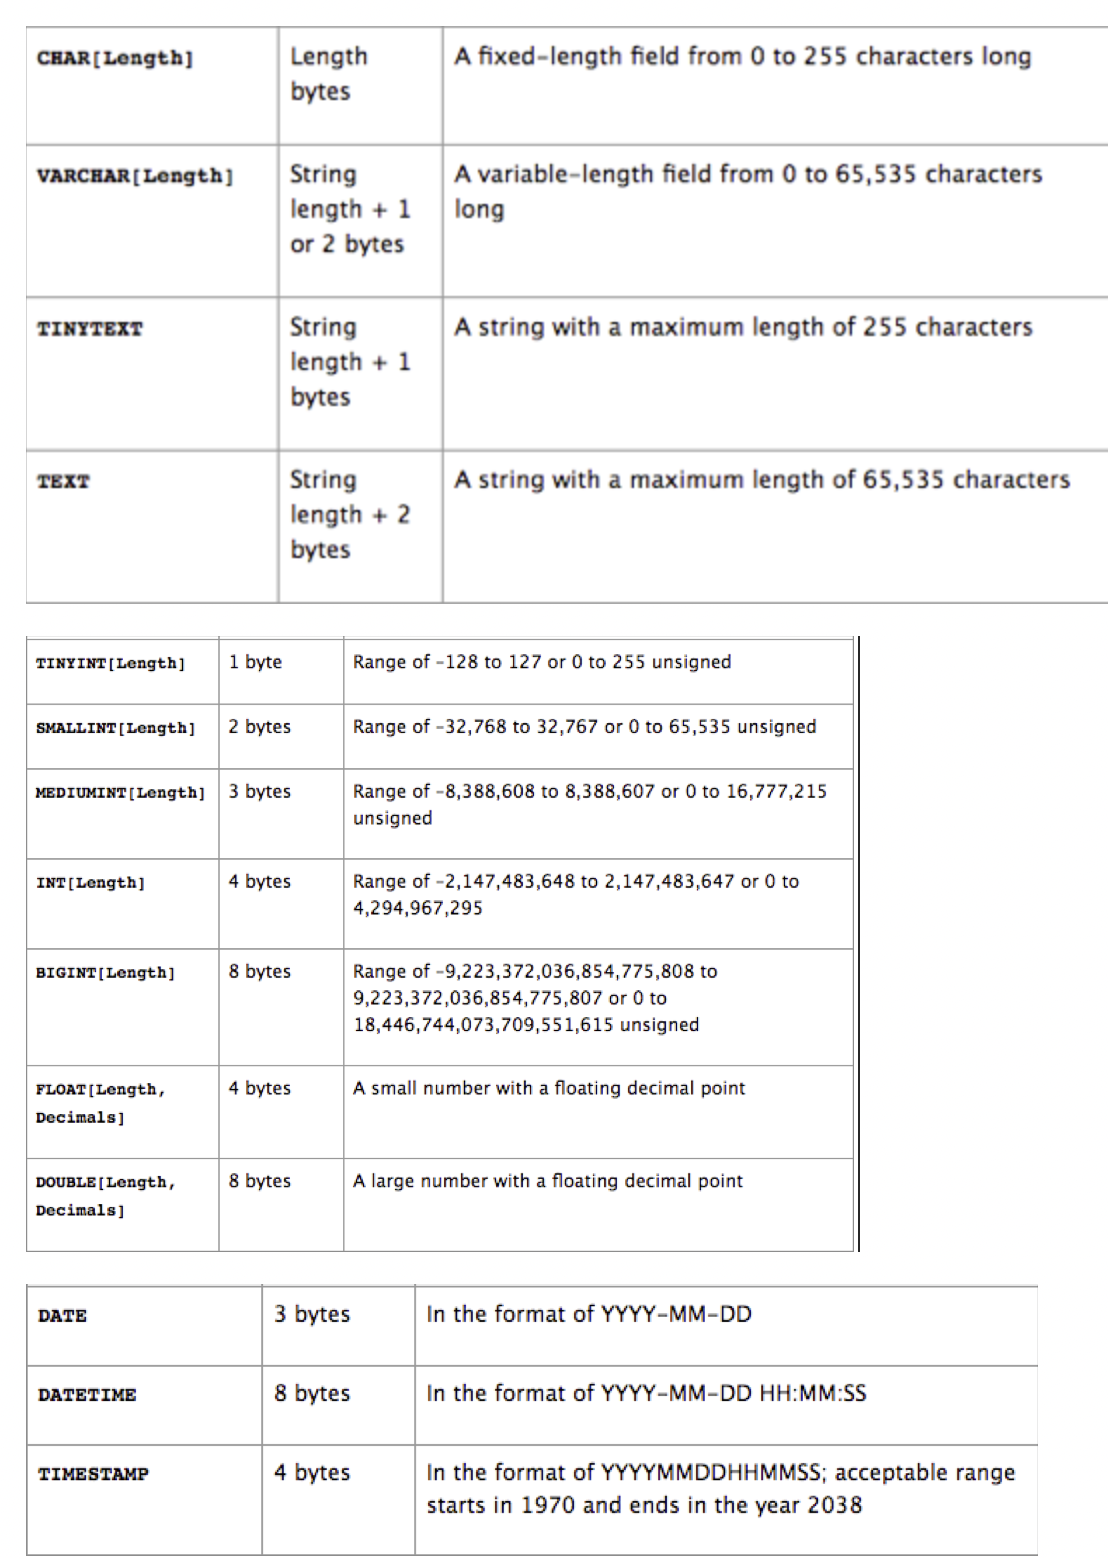 CHAR[Length] Length bytes A fixed-length field from 0 to 255 characters long
VARCHAR[Length] String length + 1 or 2 bytes A variable-length field from 0 to 65,535 characters long
TINYTEXT String length + 1 bytes A string with a maximum length of 255 characters
TEXT String length + 2 bytes A string with a maximum length of 65,535 characters
TINYINT[Length] 1 byte Range of -128 to 127 or 0 to 255 unsigned
SMALLINT[Length] 2 bytes Range of -32,768 to 32,767 or 0 to 65,535 unsigned
MEDIUMINT[Length] 3 bytes Range of -8,388,608 to 8,388,607 or 0 to 16,777,215
unsigned
INT[Length] 4 bytes Range of -2,147,483,648 to 2,147,483,647 or 0 to
4,294,967,295
BIGINT[Length] 8 bytes Range of -9,223,372,036,854,775,808 to
9,223,372,036,854,775,807 or 0 to
18,446,744,073,709,551,615 unsigned
FLOAT[Length, Decimals] 4 bytes A small number with a floating decimal point
DOUBLE[Length, Decimals] 8 bytes A large number with a floating decimal point
DATE 3 bytes In the format of YYYY-MM-DD
DATETIME 8 bytes In the format of YYYY-MM-DD HH:MM:SS
TIMESTAMP 4 bytes In the format of YYYYMMDDHHMMSS; acceptable range
starts in 1970 and ends in the year 2038